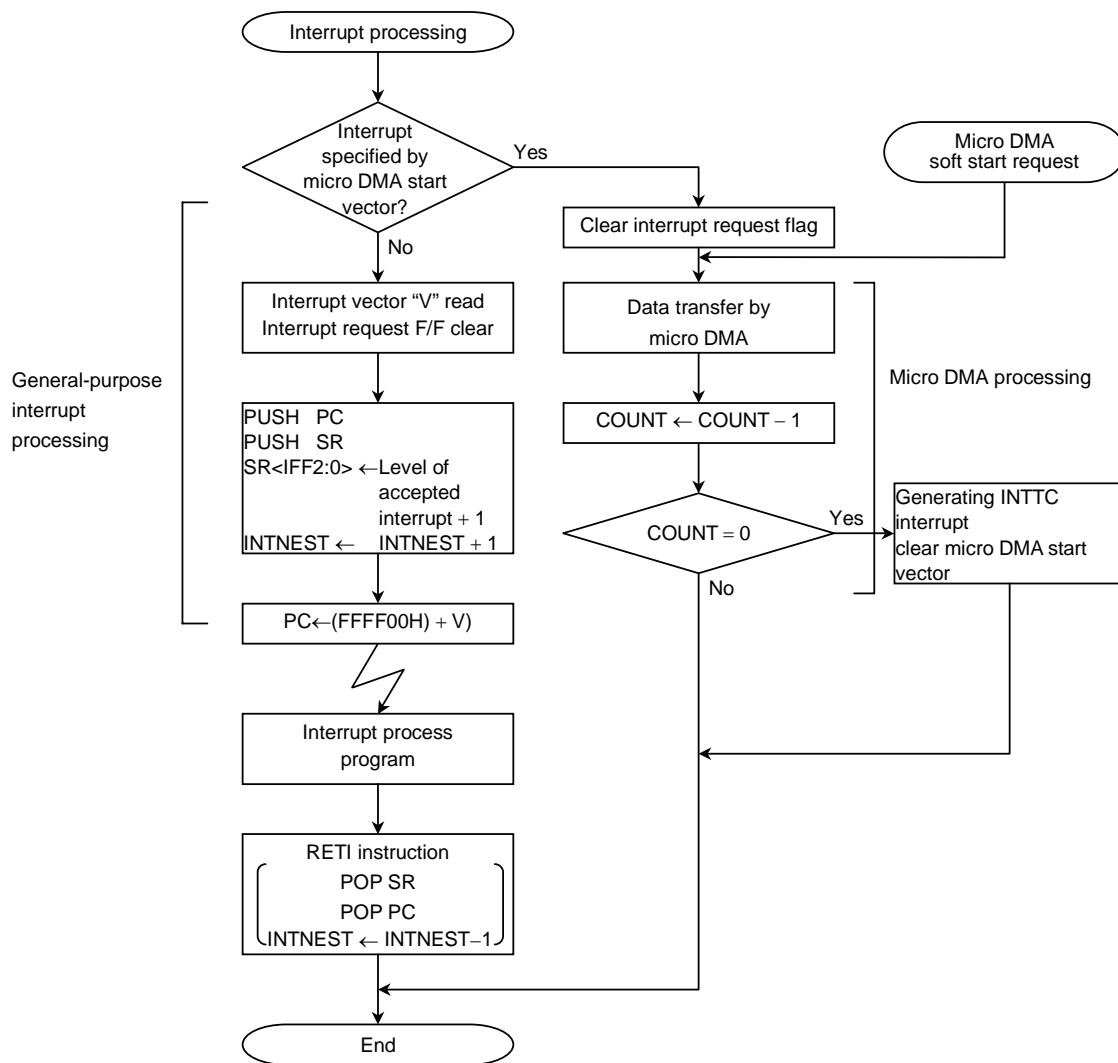 Interrupt processing
Interrupt
specified by
micro DMA start
vector?
Yes
No
Micro DMA
soft start request
Clear interrupt request flag
Interrupt vector “V” read
Interrupt request F/F clear
Data transfer by
micro DMA
General-purpose
interrupt
processing
Micro DMA processing
PUSH PC
PUSH SR
SR<IFF2:0> ←Level of
accepted
interrupt + 1
INTNEST ← INTNEST + 1
COUNT ← COUNT − 1
COUNT = 0
Yes
No
Generating INTTC
interrupt
clear micro DMA start
vector
PC←(FFFF00H) + V)
Interrupt process
program
RETI instruction
POP SR
POP PC
INTNEST ← INTNEST−1
End